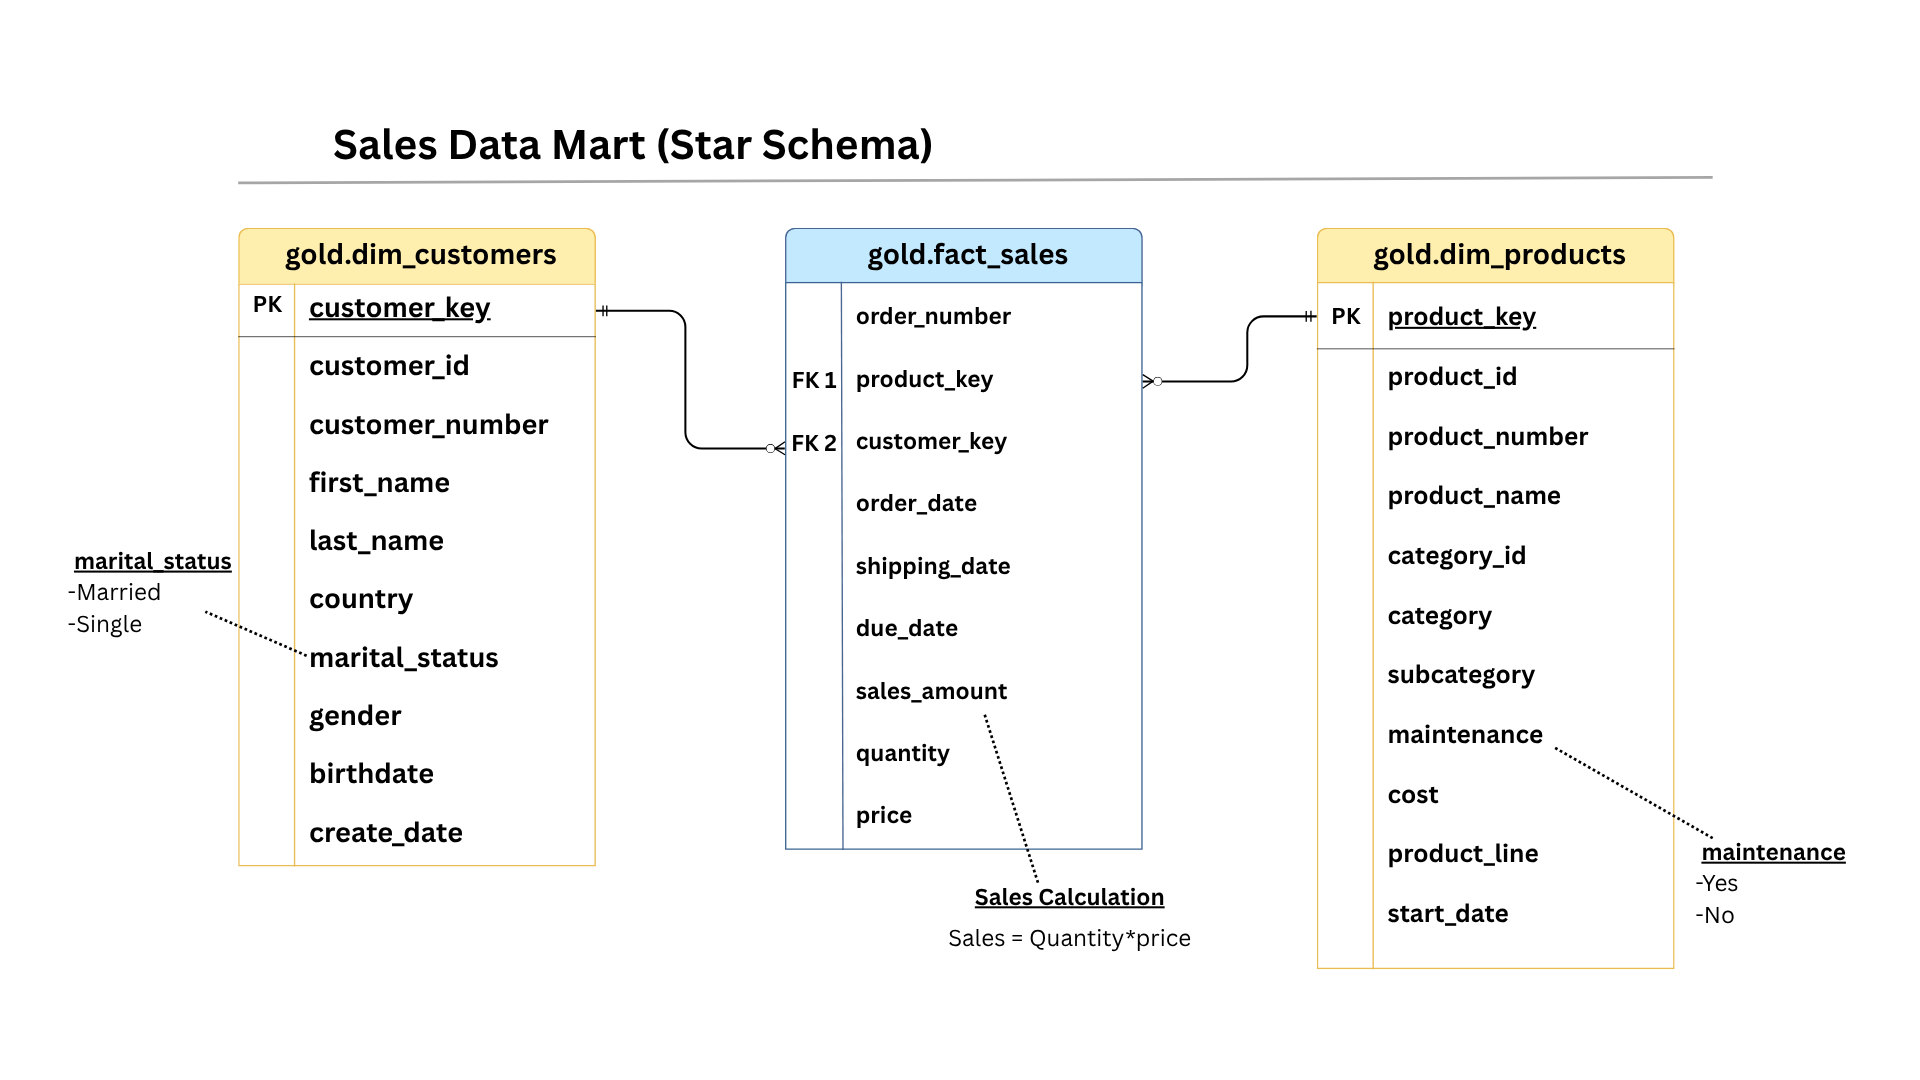 Sales Data Mart (Star Schema)
gold.dim_customers
PK customer_key
customer_id
customer_number
first_name
last_name
country
marital_status
gender
birthdate
create_date
marital_status
-Married
-Single
gold.fact_sales
order_number
FK 1 product_key
FK 2 customer_key
order_date
shipping_date
due_date
sales_amount
quantity
price
Sales Calculation
Sales = Quantity*price
gold.dim_products
PK product_key
product_id
product_number
product_name
category_id
category
subcategory
maintenance
cost
product_line
start_date
maintenance
-Yes
-No